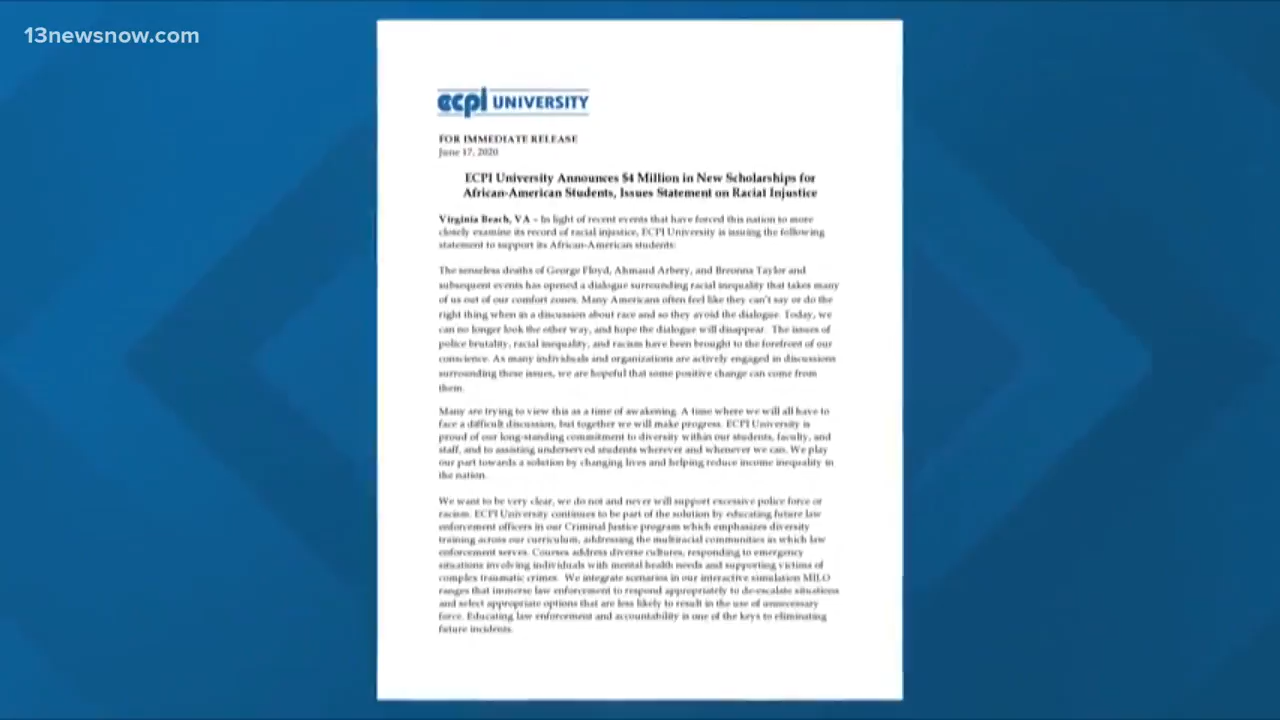 13newsnow.com
ecpi UNIVERSITY
FOR IMMEDIATE RELEASE
June 17, 2020
ECPI University Announces $4 Million in New Scholarships for
African-American Students, Issues Statement on Racial Injustice
Virginia Beach, VA – In light of recent events that have forced this nation to more
closely examine its record of racial injustice, ECPI University is issuing the following
statement to support its African-American students:
The senseless deaths of George Floyd, Ahmaud Arbery, and Breonna Taylor and
subsequent events has opened a dialogue surrounding racial inequality that takes many
of us out of our comfort zones. Many Americans often feel like they can't say or do the
right thing when in a discussion about race and so they avoid the dialogue. Today, we
can no longer look the other way, and hope the dialogue will disappear. The issues of
police brutality, racial inequality, and racism have been brought to the forefront of our
conscience. As many individuals and organizations are actively engaged in discussions
surrounding these issues, we are hopeful that some positive change can come from
them.
Many are trying to view this as a time of awakening. A time where we will all have to
face a difficult discussion, but together we will make progress. ECPI University is
proud of our long-standing commitment to diversity within our students, faculty, and
staff, and to assisting underserved students wherever and whenever we can. We play
our part towards a solution by changing lives and helping reduce income inequality in
the nation.
We want to be very clear, we do not and never will support excessive police force or
racism. ECPI University continues to be part of the solution by educating future law
enforcement officers in our Criminal Justice program which emphasizes diversity
training across our curriculum, addressing the multiracial communities in which law
enforcement serves. Courses address diverse cultures, responding to emergency
situations involving individuals with mental health needs and supporting victims of
complex traumatic crimes. We integrate scenarios in our interactive simulation MILO
ranges that immerse law enforcement to respond appropriately to de-escalate situations
and select appropriate options that are less likely to result in the use of unnecessary
force. Educating law enforcement and accountability is one of the keys to eliminating
future incidents.